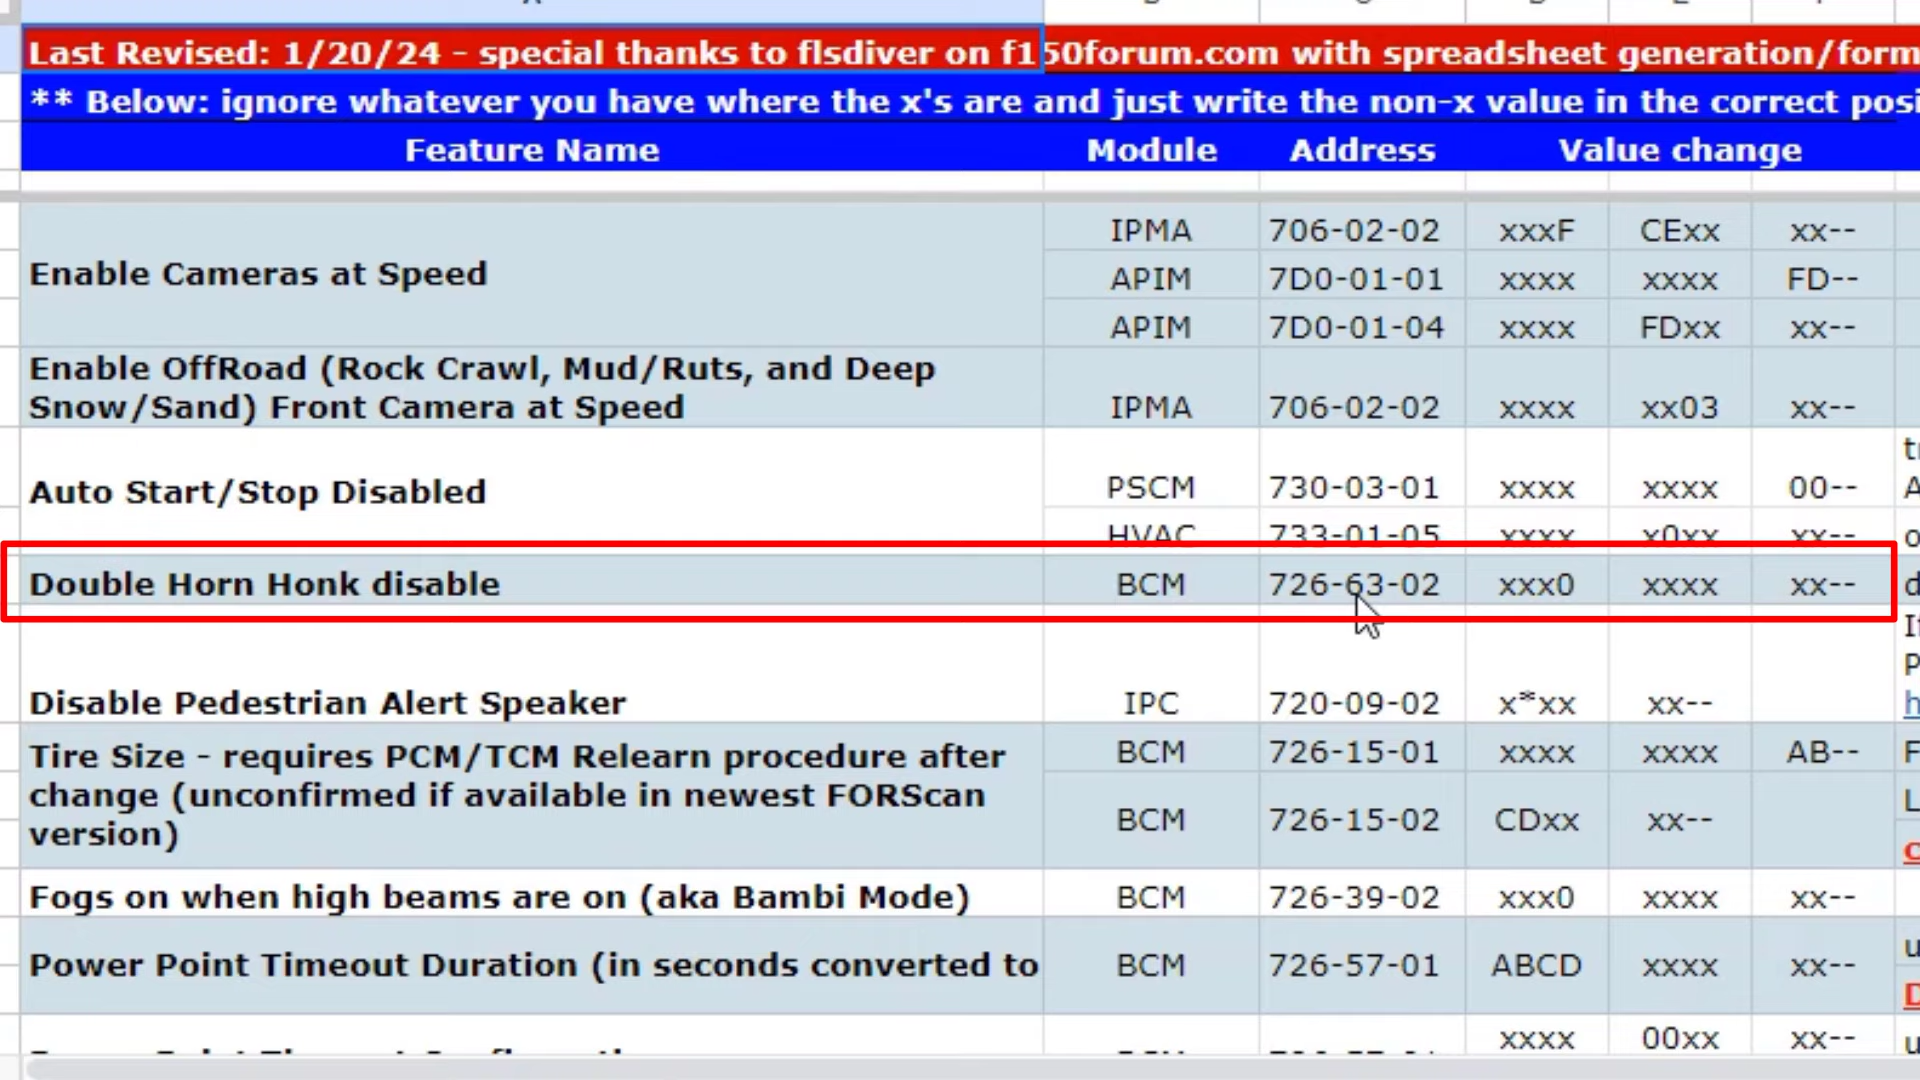 Last Revised: 1/20/24 - special thanks to flsdiver on f150forum.com with spreadsheet generation/form
** Below: ignore whatever you have where the x's are and just write the non-x value in the correct posi
Feature Name Module Address Value change
IPMA 706-02-02 xxxF CExx xx--
Enable Cameras at Speed
APIM 7D0-01-01 xxxx xxxx FD--
APIM 7D0-01-04 xxxx FDxx xx--
Enable OffRoad (Rock Crawl, Mud/Ruts, and Deep
Snow/Sand) Front Camera at Speed
IPMA 706-02-02 xxxx xx03 xx--
Auto Start/Stop Disabled
PSCM 730-03-01 xxxx xxxx 00--
HVAC 733-01-05 xxxx x0xx xx--
Double Horn Honk disable BCM 726-63-02 xxx0 xxxx xx--
Disable Pedestrian Alert Speaker IPC 720-09-02 x*xx xx--
Tire Size - requires PCM/TCM Relearn procedure after
change (unconfirmed if available in newest FORScan
version)
BCM 726-15-01 xxxx xxxx AB--
BCM 726-15-02 CDxx xx--
Fogs on when high beams are on (aka Bambi Mode) BCM 726-39-02 xxx0 xxxx xx--
Power Point Timeout Duration (in seconds converted to BCM 726-57-01 ABCD xxxx xx--
xxxx 00xx xx--